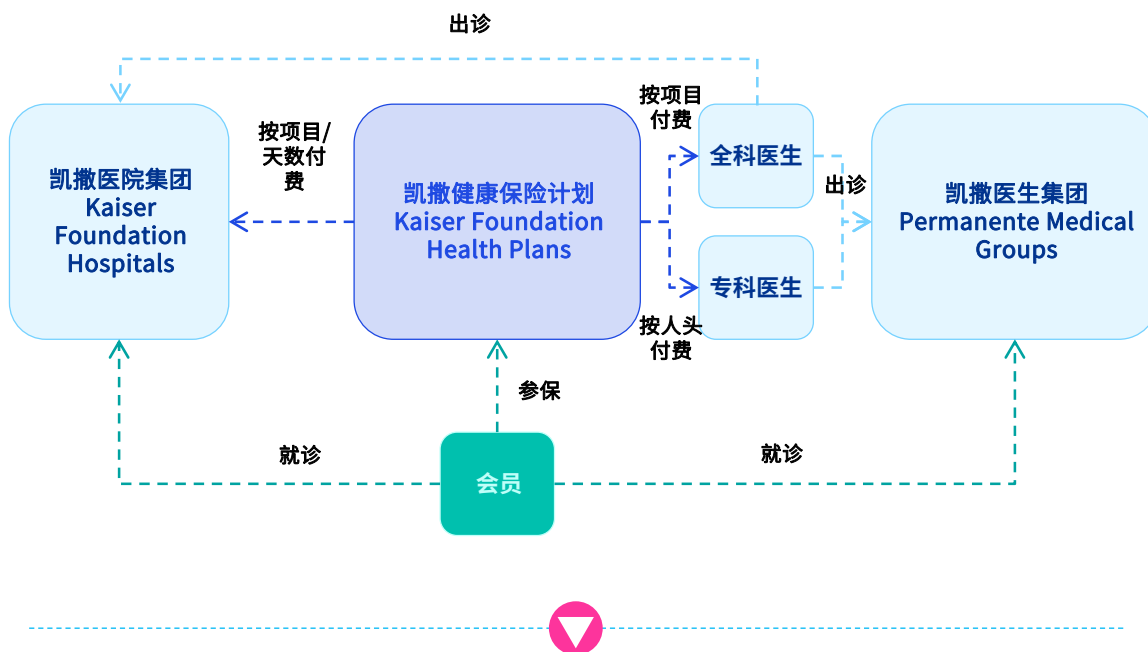 出诊
按项目/
天数付
费
按项目
付费
凯撒医院集团
Kaiser
Foundation
Hospitals
凯撒健康保险计划
Kaiser Foundation
Health Plans
全科医生
专科医生
出诊
凯撒医生集团
Permanente Medical
Groups
按人头
付费
参保
就诊
就诊
会员